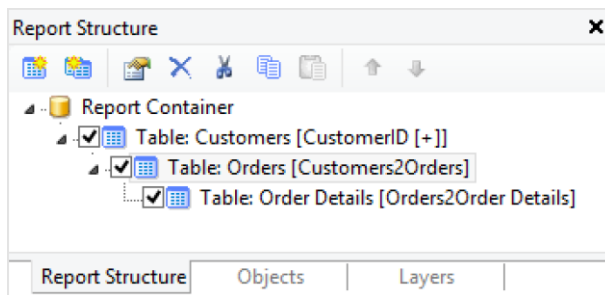 Report Structure
Report Container
Table: Customers [CustomerID [+]]
Table: Orders [Customers2Orders]
Table: Order Details [Orders2Order Details]
Report Structure Objects Layers